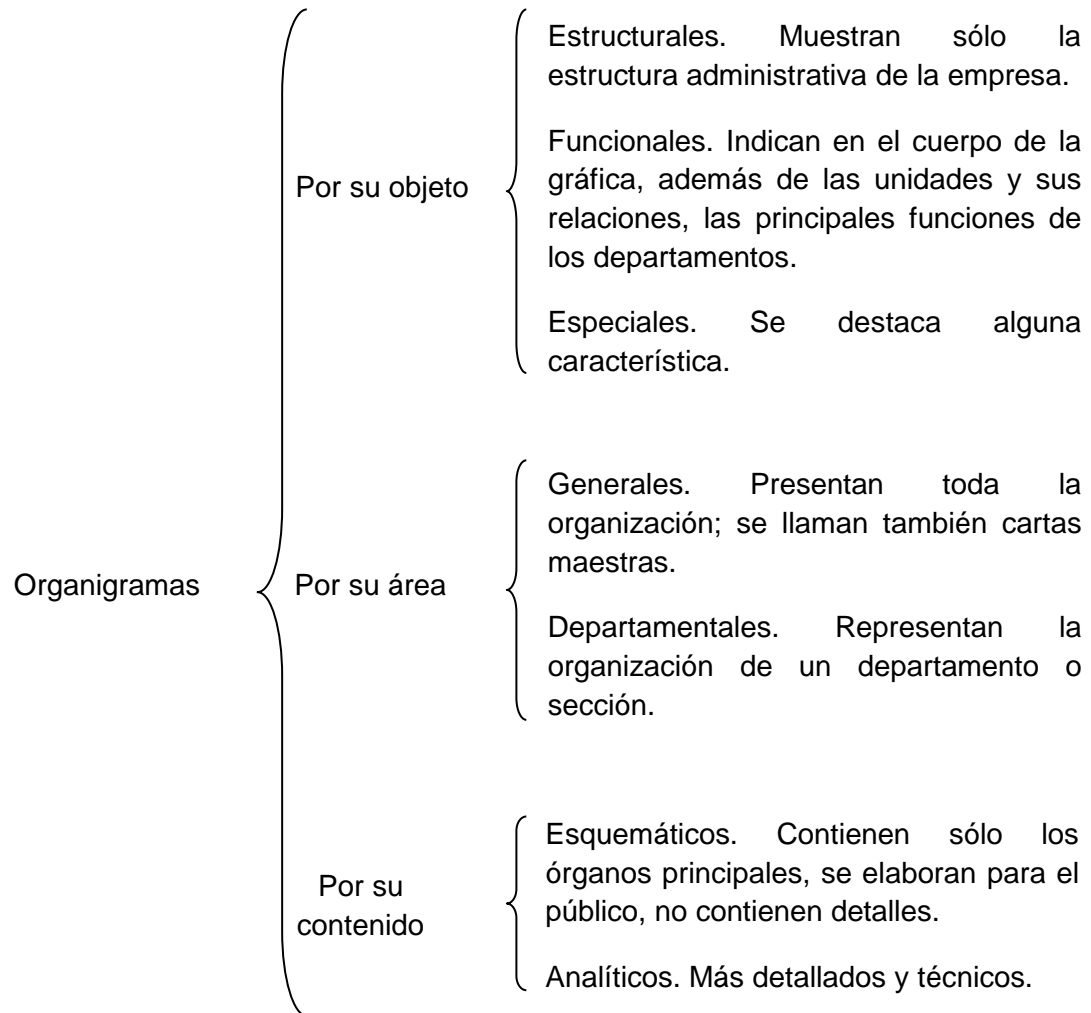 Organigramas
Por su objeto
Estructurales. Muestran sólo la
estructura administrativa de la empresa.
Funcionales. Indican en el cuerpo de la
gráfica, además de las unidades y sus
relaciones, las principales funciones de
los departamentos.
Especiales. Se destaca alguna
característica.
Por su área
Generales. Presentan toda la
organización; se llaman también cartas
maestras.
Departamentales. Representan la
organización de un departamento o
sección.
Por su
contenido
Esquemáticos. Contienen sólo los
órganos principales, se elaboran para el
público, no contienen detalles.
Analíticos. Más detallados y técnicos.